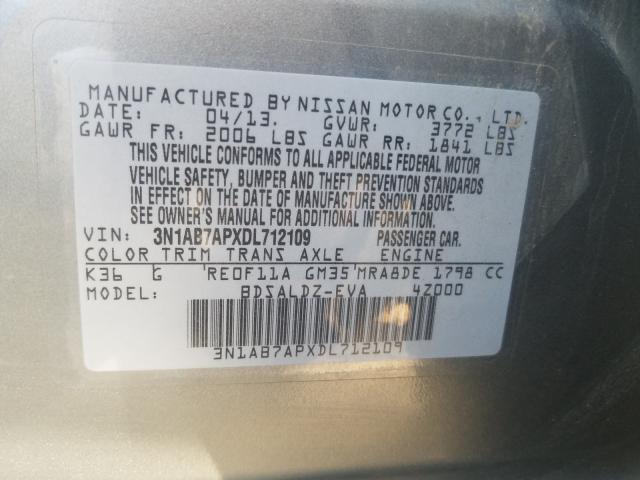 MANUFACTURED BY NISSAN MOTOR CO., LTD.
DATE: 04/13. GVWR: 3772 LBS
GAWR FR: 2006 LBS GAWR RR: 1841 LBS
THIS VEHICLE CONFORMS TO ALL APPLICABLE FEDERAL MOTOR
VEHICLE SAFETY, BUMPER AND THEFT PREVENTION STANDARDS
IN EFFECT ON THE DATE OF MANUFACTURE SHOW ABOVE.
SEE OWNER'S MANUAL FOR ADDITIONAL INFORMATION.
VIN: 3N1AB7APXDL712109 PASSENGER CAR.
COLOR TRIM TRANS AXLE ENGINE
K36 G RE0F11A GM35 MRA8DE 1798 CC
MODEL: BDSALDZ-EVA 4Z000
3N1AB7APXDL712109